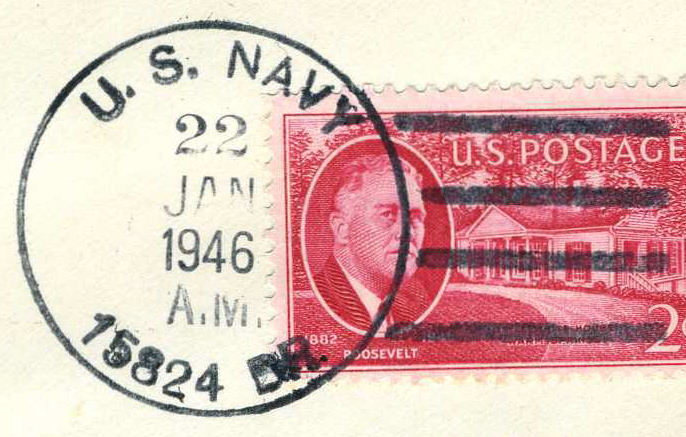 U. S. NAVY
22
JAN
1946
A.M.
15824 BR.
U.S. POSTAGE
1882
ROOSEVELT
2¢